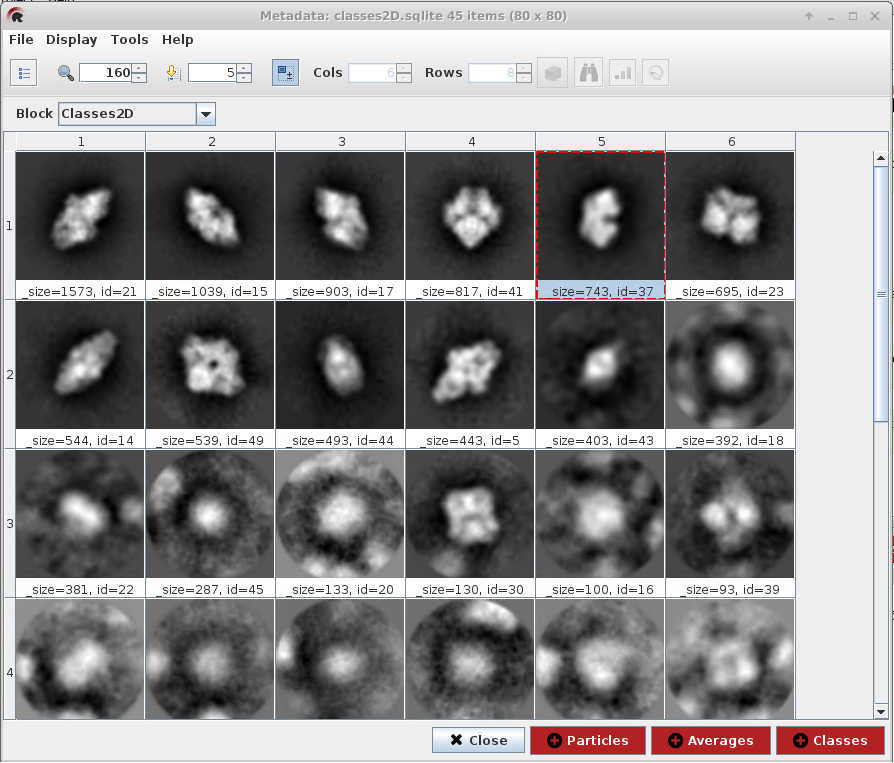 Metadata: classes2D.sqlite 45 items (80 x 80)
File Display Tools Help
160 5 Cols 6 Rows 8
Block Classes2D
1 2 3 4 5 6
1
_size=1573, id=21 _size=1039, id=15 _size=903, id=17 _size=817, id=41 _size=743, id=37 _size=695, id=23
2
_size=544, id=14 _size=539, id=49 _size=493, id=44 _size=443, id=5 _size=403, id=43 _size=392, id=18
3
_size=381, id=22 _size=287, id=45 _size=133, id=20 _size=130, id=30 _size=100, id=16 _size=93, id=39
4
Close Particles Averages Classes